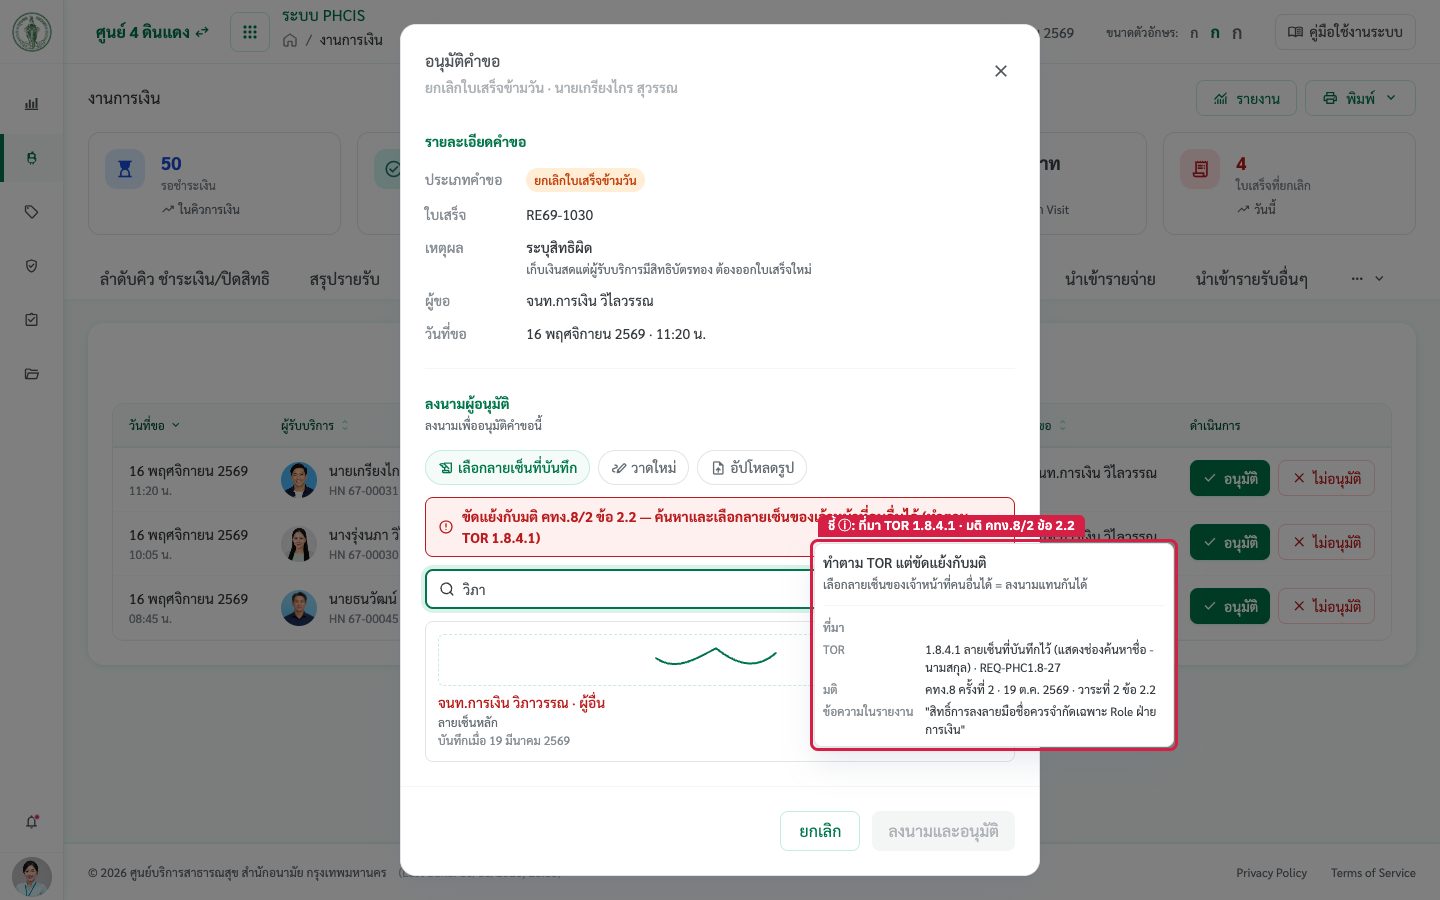 ศูนย์ 4 ดินแดง
ระบบ PHCIS
/ งานการเงิน
2569
ขนาดตัวอักษร: ก ก ก
คู่มือใช้งานระบบ
งานการเงิน
รายงาน
พิมพ์
50
รอชำระเงิน
ในคิวการเงิน
าท
Visit
4
ใบเสร็จที่ยกเลิก
วันนี้
ลำดับคิว ชำระเงิน/ปิดสิทธิ
สรุปรายรับ
นำเข้ารายจ่าย
นำเข้ารายรับอื่นๆ
วันที่ขอ
ผู้รับบริการ
ขอ
ดำเนินการ
16 พฤศจิกายน 2569
11:20 น.
นายเกรียงไก
HN 67-00031
นท.การเงิน วิไลวรรณ
อนุมัติ
ไม่อนุมัติ
16 พฤศจิกายน 2569
10:05 น.
นางรุ่งนภา วิ
HN 67-00030
อนุมัติ
ไม่อนุมัติ
16 พฤศจิกายน 2569
08:45 น.
นายธนวัฒน์
HN 67-00045
อนุมัติ
ไม่อนุมัติ
อนุมัติคำขอ
ยกเลิกใบเสร็จข้ามวัน · นายเกรียงไกร สุวรรณ
รายละเอียดคำขอ
ประเภทคำขอ
ยกเลิกใบเสร็จข้ามวัน
ใบเสร็จ
RE69-1030
เหตุผล
ระบุสิทธิผิด
เก็บเงินสดแต่ผู้รับบริการมีสิทธิบัตรทอง ต้องออกใบเสร็จใหม่
ผู้ขอ
จนท.การเงิน วิไลวรรณ
วันที่ขอ
16 พฤศจิกายน 2569 · 11:20 น.
ลงนามผู้อนุมัติ
ลงนามเพื่ออนุมัติคำขอนี้
เลือกลายเซ็นที่บันทึก
วาดใหม่
อัปโหลดรูป
ขัดแย้งกับมติ คทง.8/2 ข้อ 2.2 — ค้นหาและเลือกลายเซ็นของ
TOR 1.8.4.1)
วิภา
จนท.การเงิน วิภาวรรณ · ผู้อื่น
ลายเซ็นหลัก
บันทึกเมื่อ 19 มีนาคม 2569
ชี้ ⓘ: ที่มา TOR 1.8.4.1 · มติ คทง.8/2 ข้อ 2.2
ทำตาม TOR แต่ขัดแย้งกับมติ
เลือกลายเซ็นของเจ้าหน้าที่คนอื่นได้ = ลงนามแทนกันได้
ที่มา
TOR
1.8.4.1 ลายเซ็นที่บันทึกไว้ (แสดงช่องค้นหาชื่อ -
นามสกุล) · REQ-PHC1.8-27
มติ
คทง.8 ครั้งที่ 2 · 19 ต.ค. 2569 · วาระที่ 2 ข้อ 2.2
ข้อความในรายงาน
"สิทธิ์การลงลายมือชื่อควรจำกัดเฉพาะ Role ฝ่าย
การเงิน"
ยกเลิก
ลงนามและอนุมัติ
© 2026 ศูนย์บริการสาธารณสุข สำนักอนามัย กรุงเทพมหานคร
Privacy Policy
Terms of Service